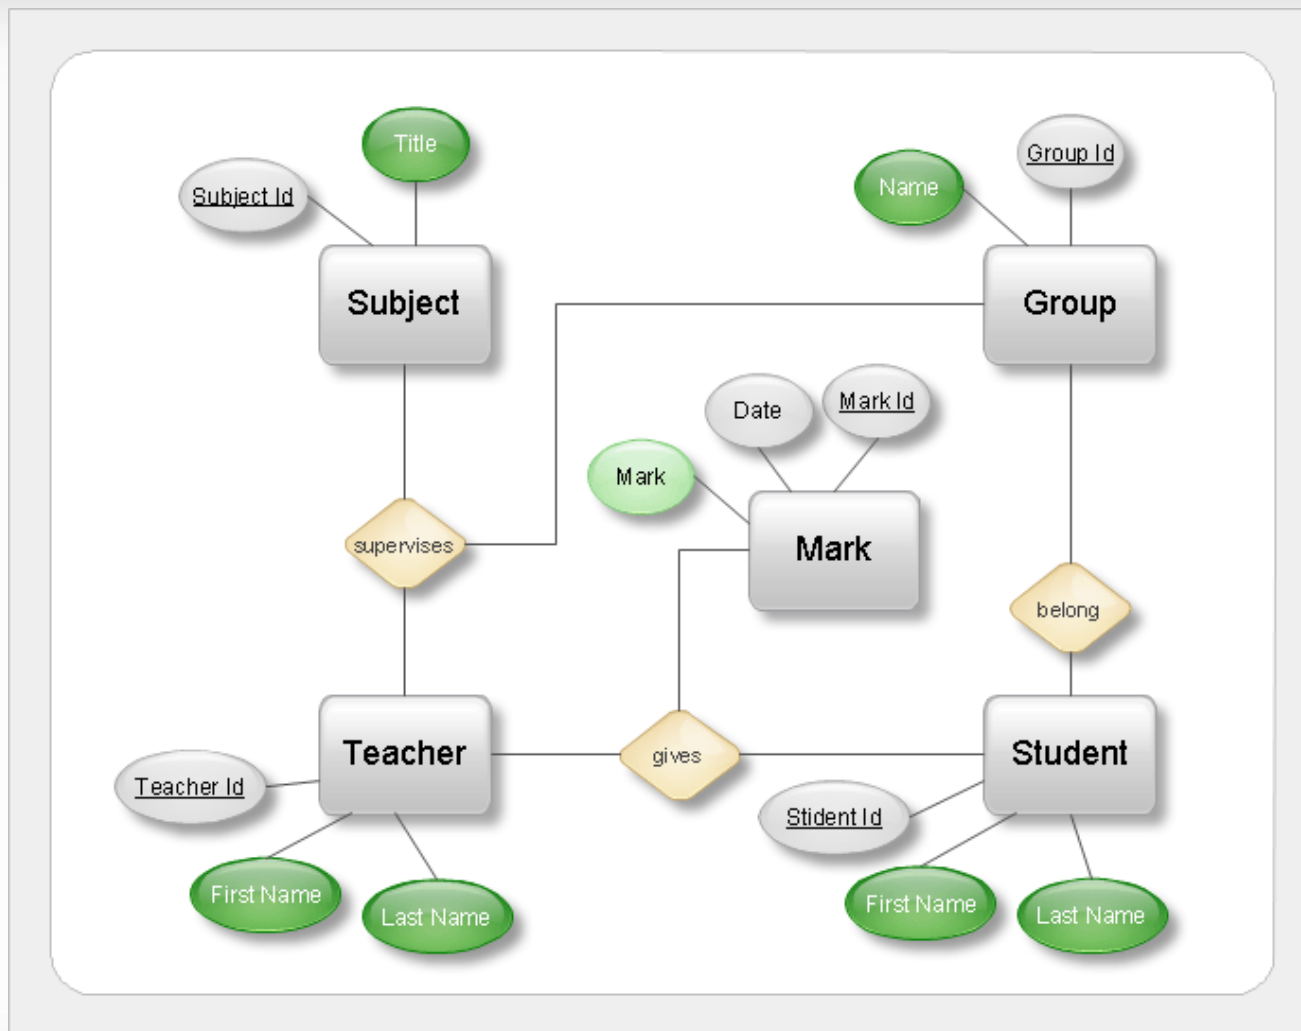 Title
Group Id
Subject Id
Name
Subject
Group
Date
Mark Id
Mark
Mark
supervises
belong
Teacher
gives
Student
Teacher Id
Stident Id
First Name
Last Name
First Name
Last Name